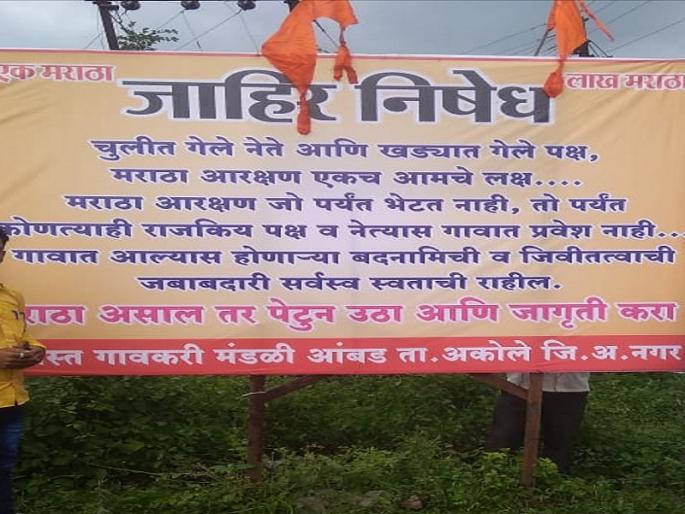 एक मराठा
लाख मराठा
जाहिर निषेध
चुलीत गेले नेते आणि खड्यात गेले पक्ष,
मराठा आरक्षण एकच आमचे लक्ष....
मराठा आरक्षण जो पर्यंत भेटत नाही, तो पर्यंत
कोणत्याही राजकिय पक्ष व नेत्यास गावात प्रवेश नाही...
गावात आल्यास होणाऱ्या बदनामिची व जिवीतत्वाची
जबाबदारी सर्वस्व स्वताची राहील.
राठा असाल तर पेटुन उठा आणि जागृती करा
स्त गावकरी मंडळी आंबड ता.अकोले जि.अ.नगर